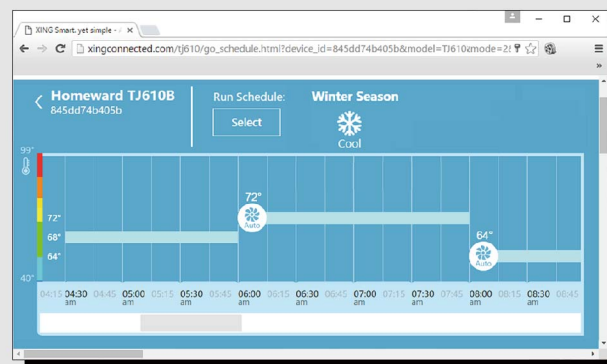 XING Smart, yet simple - A
xingconnected.com/tj610/go_schedule.html?device_id=845dd74b405b&model=TJ610&mode=2
Homeward TJ610B
845dd74b405b
Run Schedule:
Select
Winter Season
Cool
99°
72°
68°
64°
40°
72°
Auto
64°
Auto
04:15 04:30 am 04:45 05:00 am 05:15 05:30 am 05:45 06:00 am 06:15 06:30 am 06:45 07:00 am 07:15 07:30 am 07:45 08:00 am 08:15 08:30 am 08:45